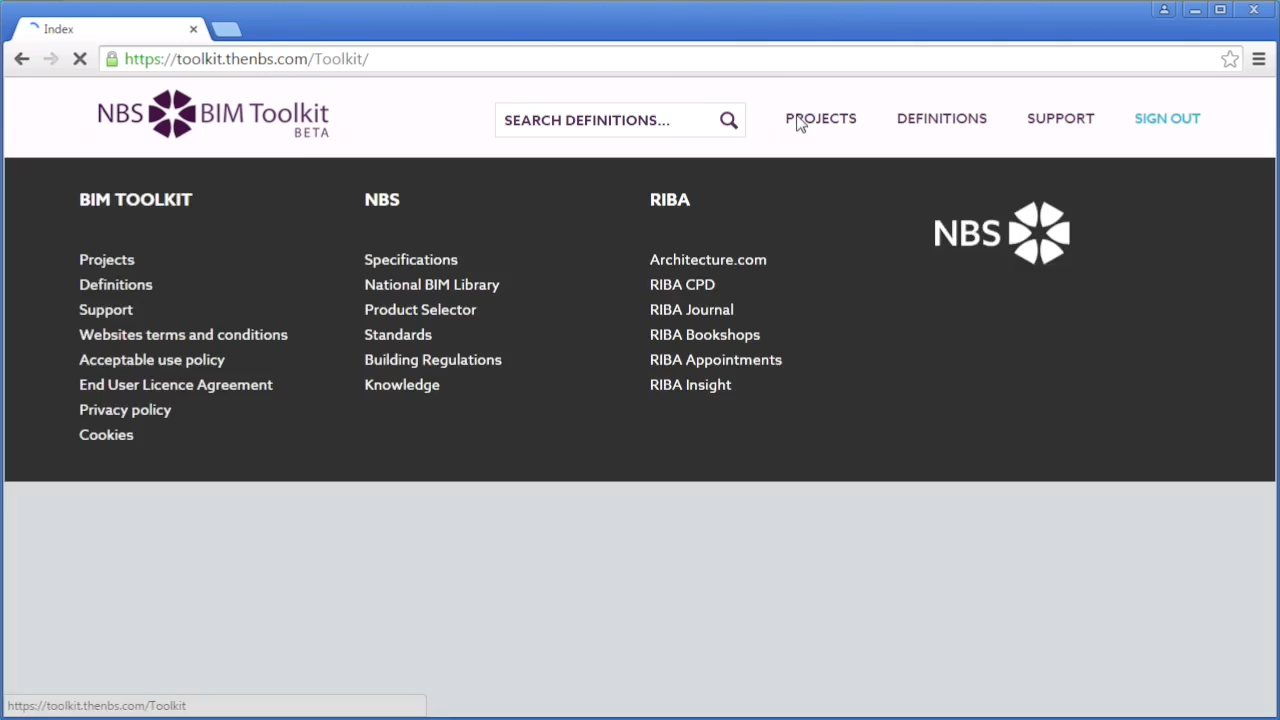 Index
https://toolkit.thenbs.com/Toolkit/
NBS BIM Toolkit
BETA
SEARCH DEFINITIONS...
PROJECTS
DEFINITIONS
SUPPORT
SIGN OUT
BIM TOOLKIT
Projects
Definitions
Support
Websites terms and conditions
Acceptable use policy
End User Licence Agreement
Privacy policy
Cookies
NBS
Specifications
National BIM Library
Product Selector
Standards
Building Regulations
Knowledge
RIBA
Architecture.com
RIBA CPD
RIBA Journal
RIBA Bookshops
RIBA Appointments
RIBA Insight
NBS
https://toolkit.thenbs.com/Toolkit